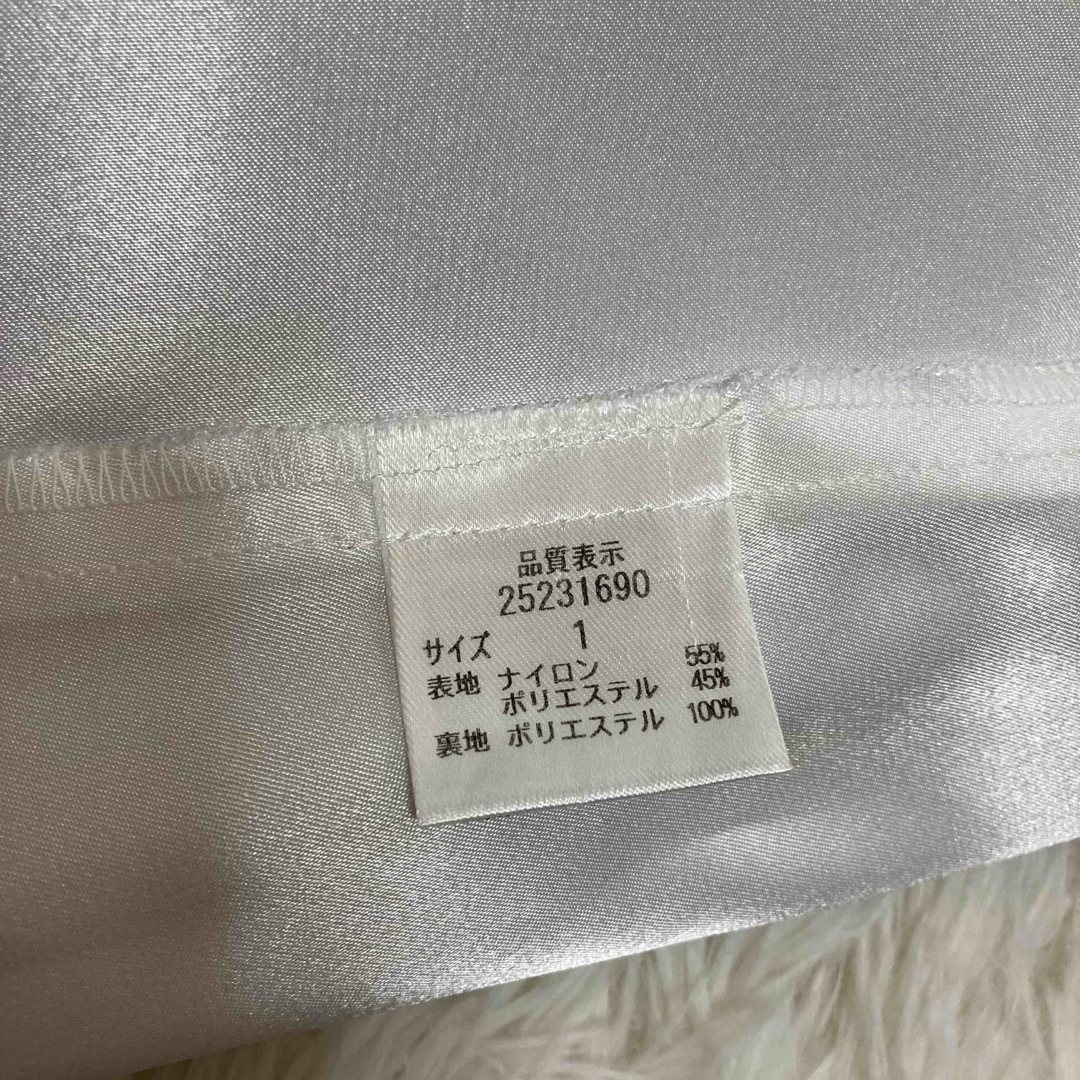 品質表示
25231690
サイズ 1
表地 ナイロン 55%
ポリエステル 45%
裏地 ポリエステル 100%